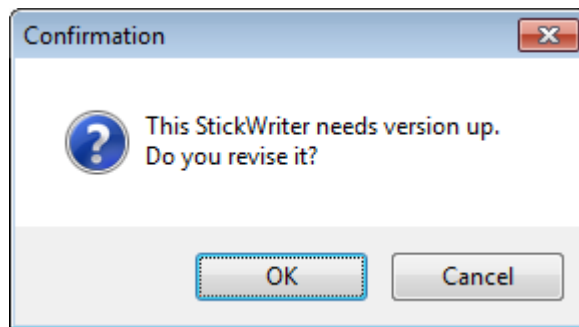 Confirmation
This StickWriter needs version up.
Do you revise it?
OK
Cancel